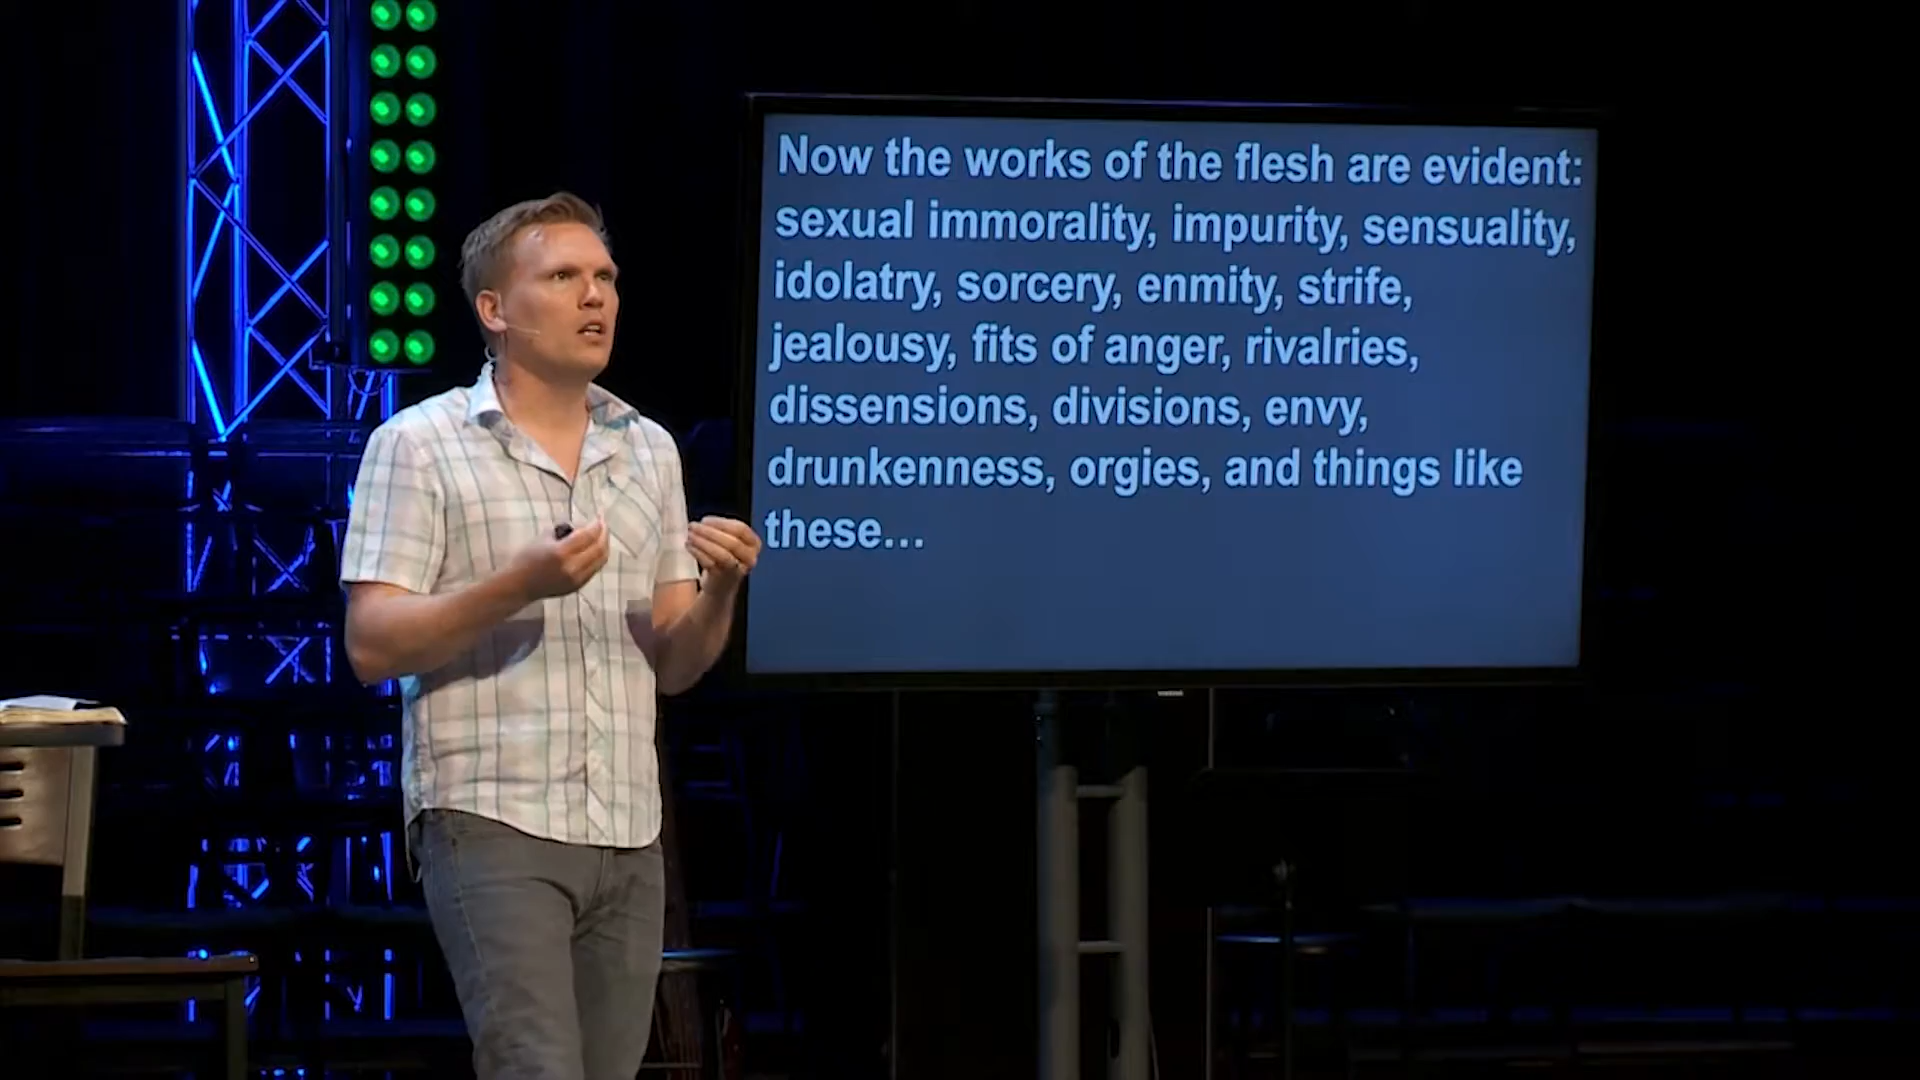 Now the works of the flesh are evident:
sexual immorality, impurity, sensuality,
idolatry, sorcery, enmity, strife,
jealousy, fits of anger, rivalries,
dissensions, divisions, envy,
drunkenness, orgies, and things like
these…